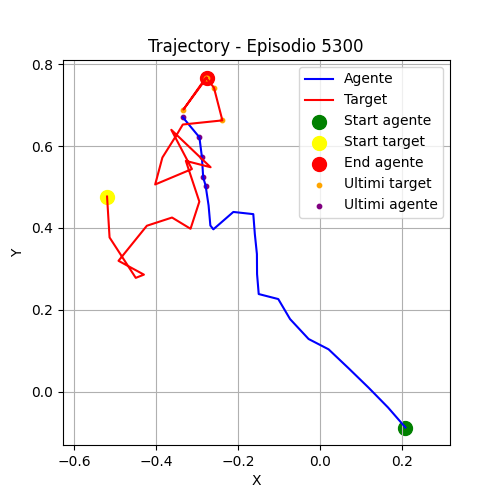 Trajectory - Episodio 5300
Agente
Target
Start agente
Start target
End agente
Ultimi target
Ultimi agente
0.8
0.6
0.4
0.2
0.0
Y
−0.6
−0.4
−0.2
0.0
0.2
X